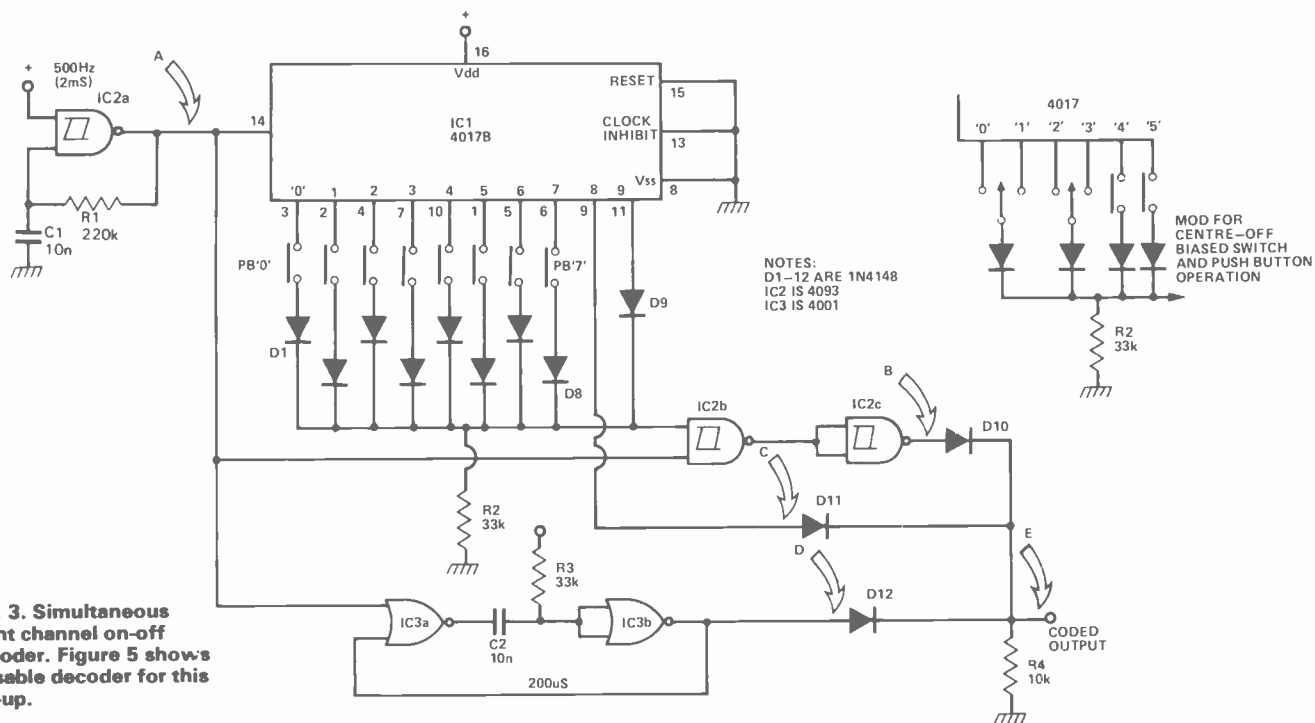 +
500Hz
(2mS)
IC2a
A
R1
220k
C1
10n
+
16
Vdd
14
IC1
4017B
RESET
15
CLOCK
INHIBIT
13
Vss
8
'0' 1 2 3 4 5 6 7 8 9
3 2 4 7 10 1 5 6 9 11
PB'0'
PB'7'
D1
D8
D9
NOTES:
D1-12 ARE 1N4148
IC2 IS 4093
IC3 IS 4001
4017
'0' '1' '2' '3' '4' '5'
MOD FOR
CENTRE-OFF
BIASED SWITCH
AND PUSH BUTTON
OPERATION
R2
33k
IC2b
IC2c
B
D10
C
D11
R2
33k
D
E
R3
33k
D12
IC3a
C2
10n
IC3b
CODED
OUTPUT
R4
10k
200uS
3. Simultaneous
nt channel on-off
oder. Figure 5 shows
sable decoder for this
-up.